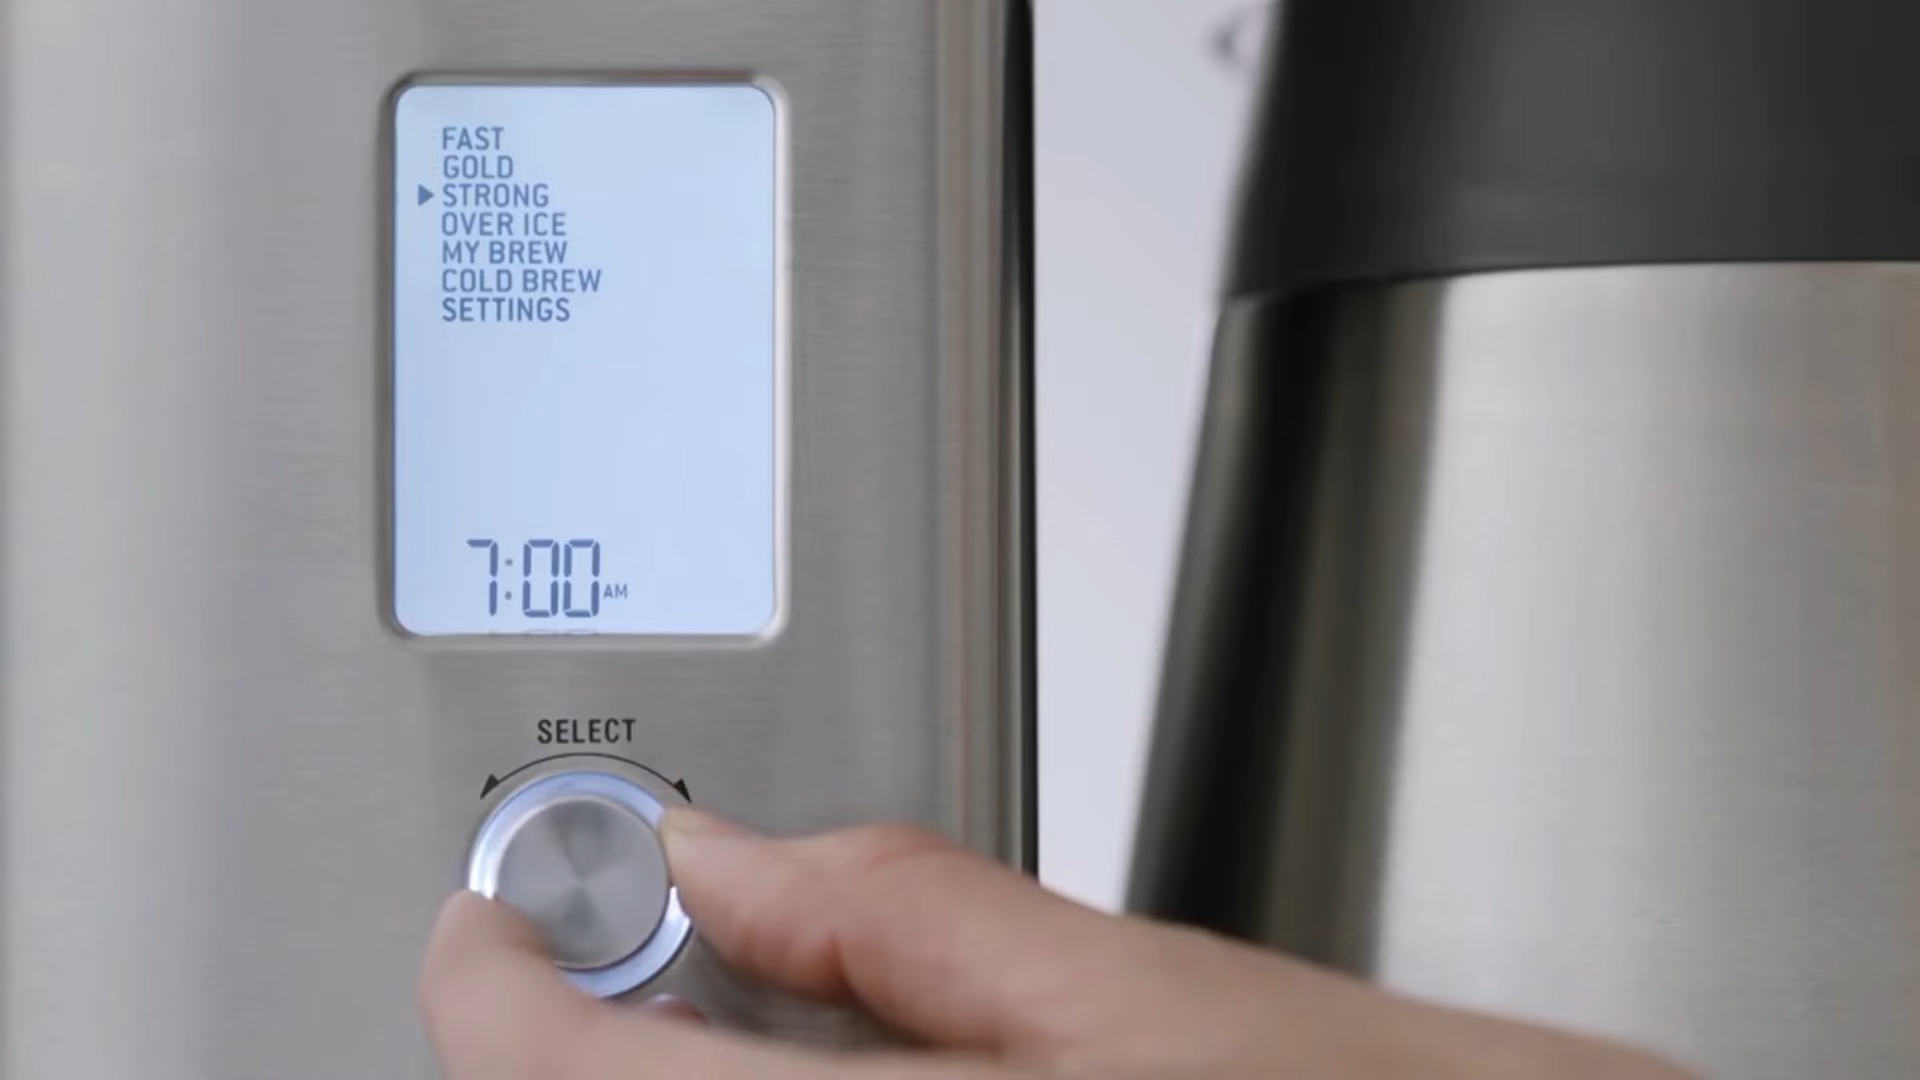 FAST
GOLD
STRONG
OVER ICE
MY BREW
COLD BREW
SETTINGS
7:00 AM
SELECT